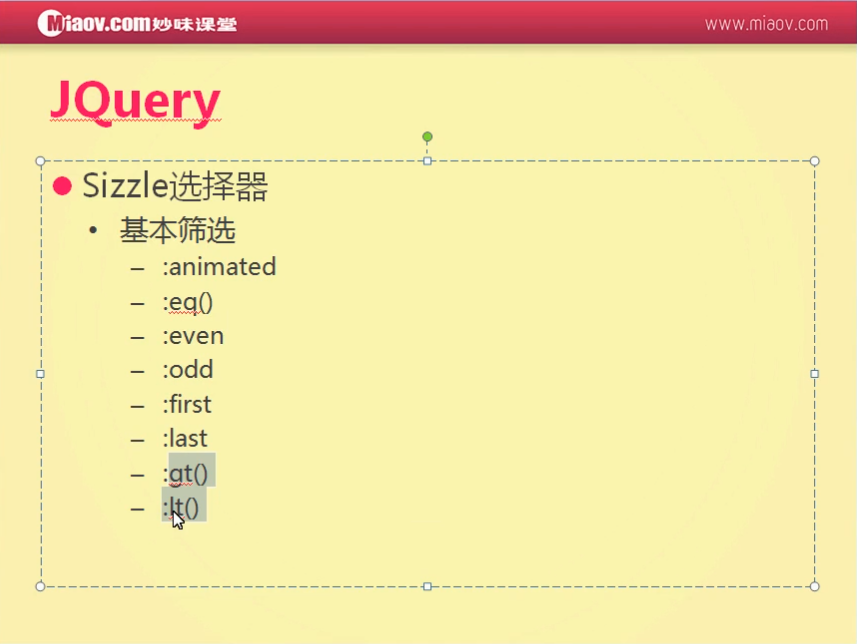 Miaov.com妙味课堂
www.miaov.com
JQuery
Sizzle选择器
基本筛选
:animated
:eq()
:even
:odd
:first
:last
:gt()
:lt()